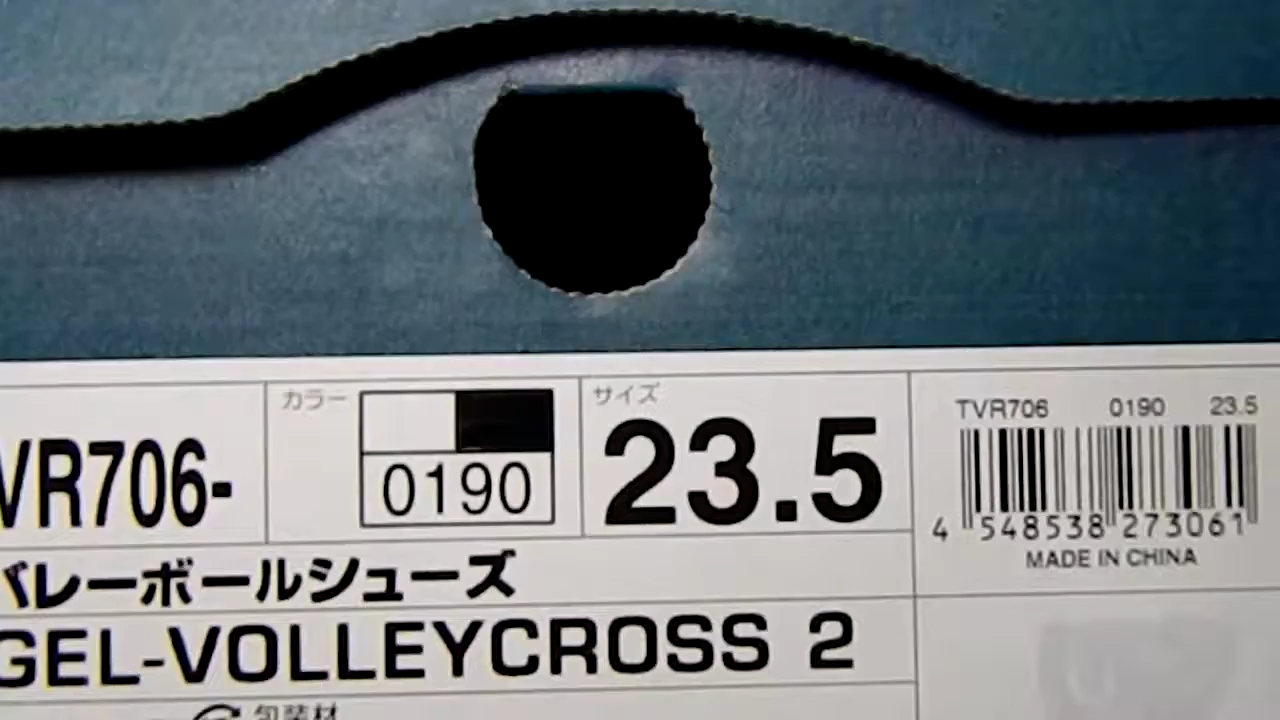 カラー
サイズ
VR706-
0190
23.5
TVR706 0190 23.5
4 548538 273061
MADE IN CHINA
バレーボールシューズ
GEL-VOLLEYCROSS 2
包装材